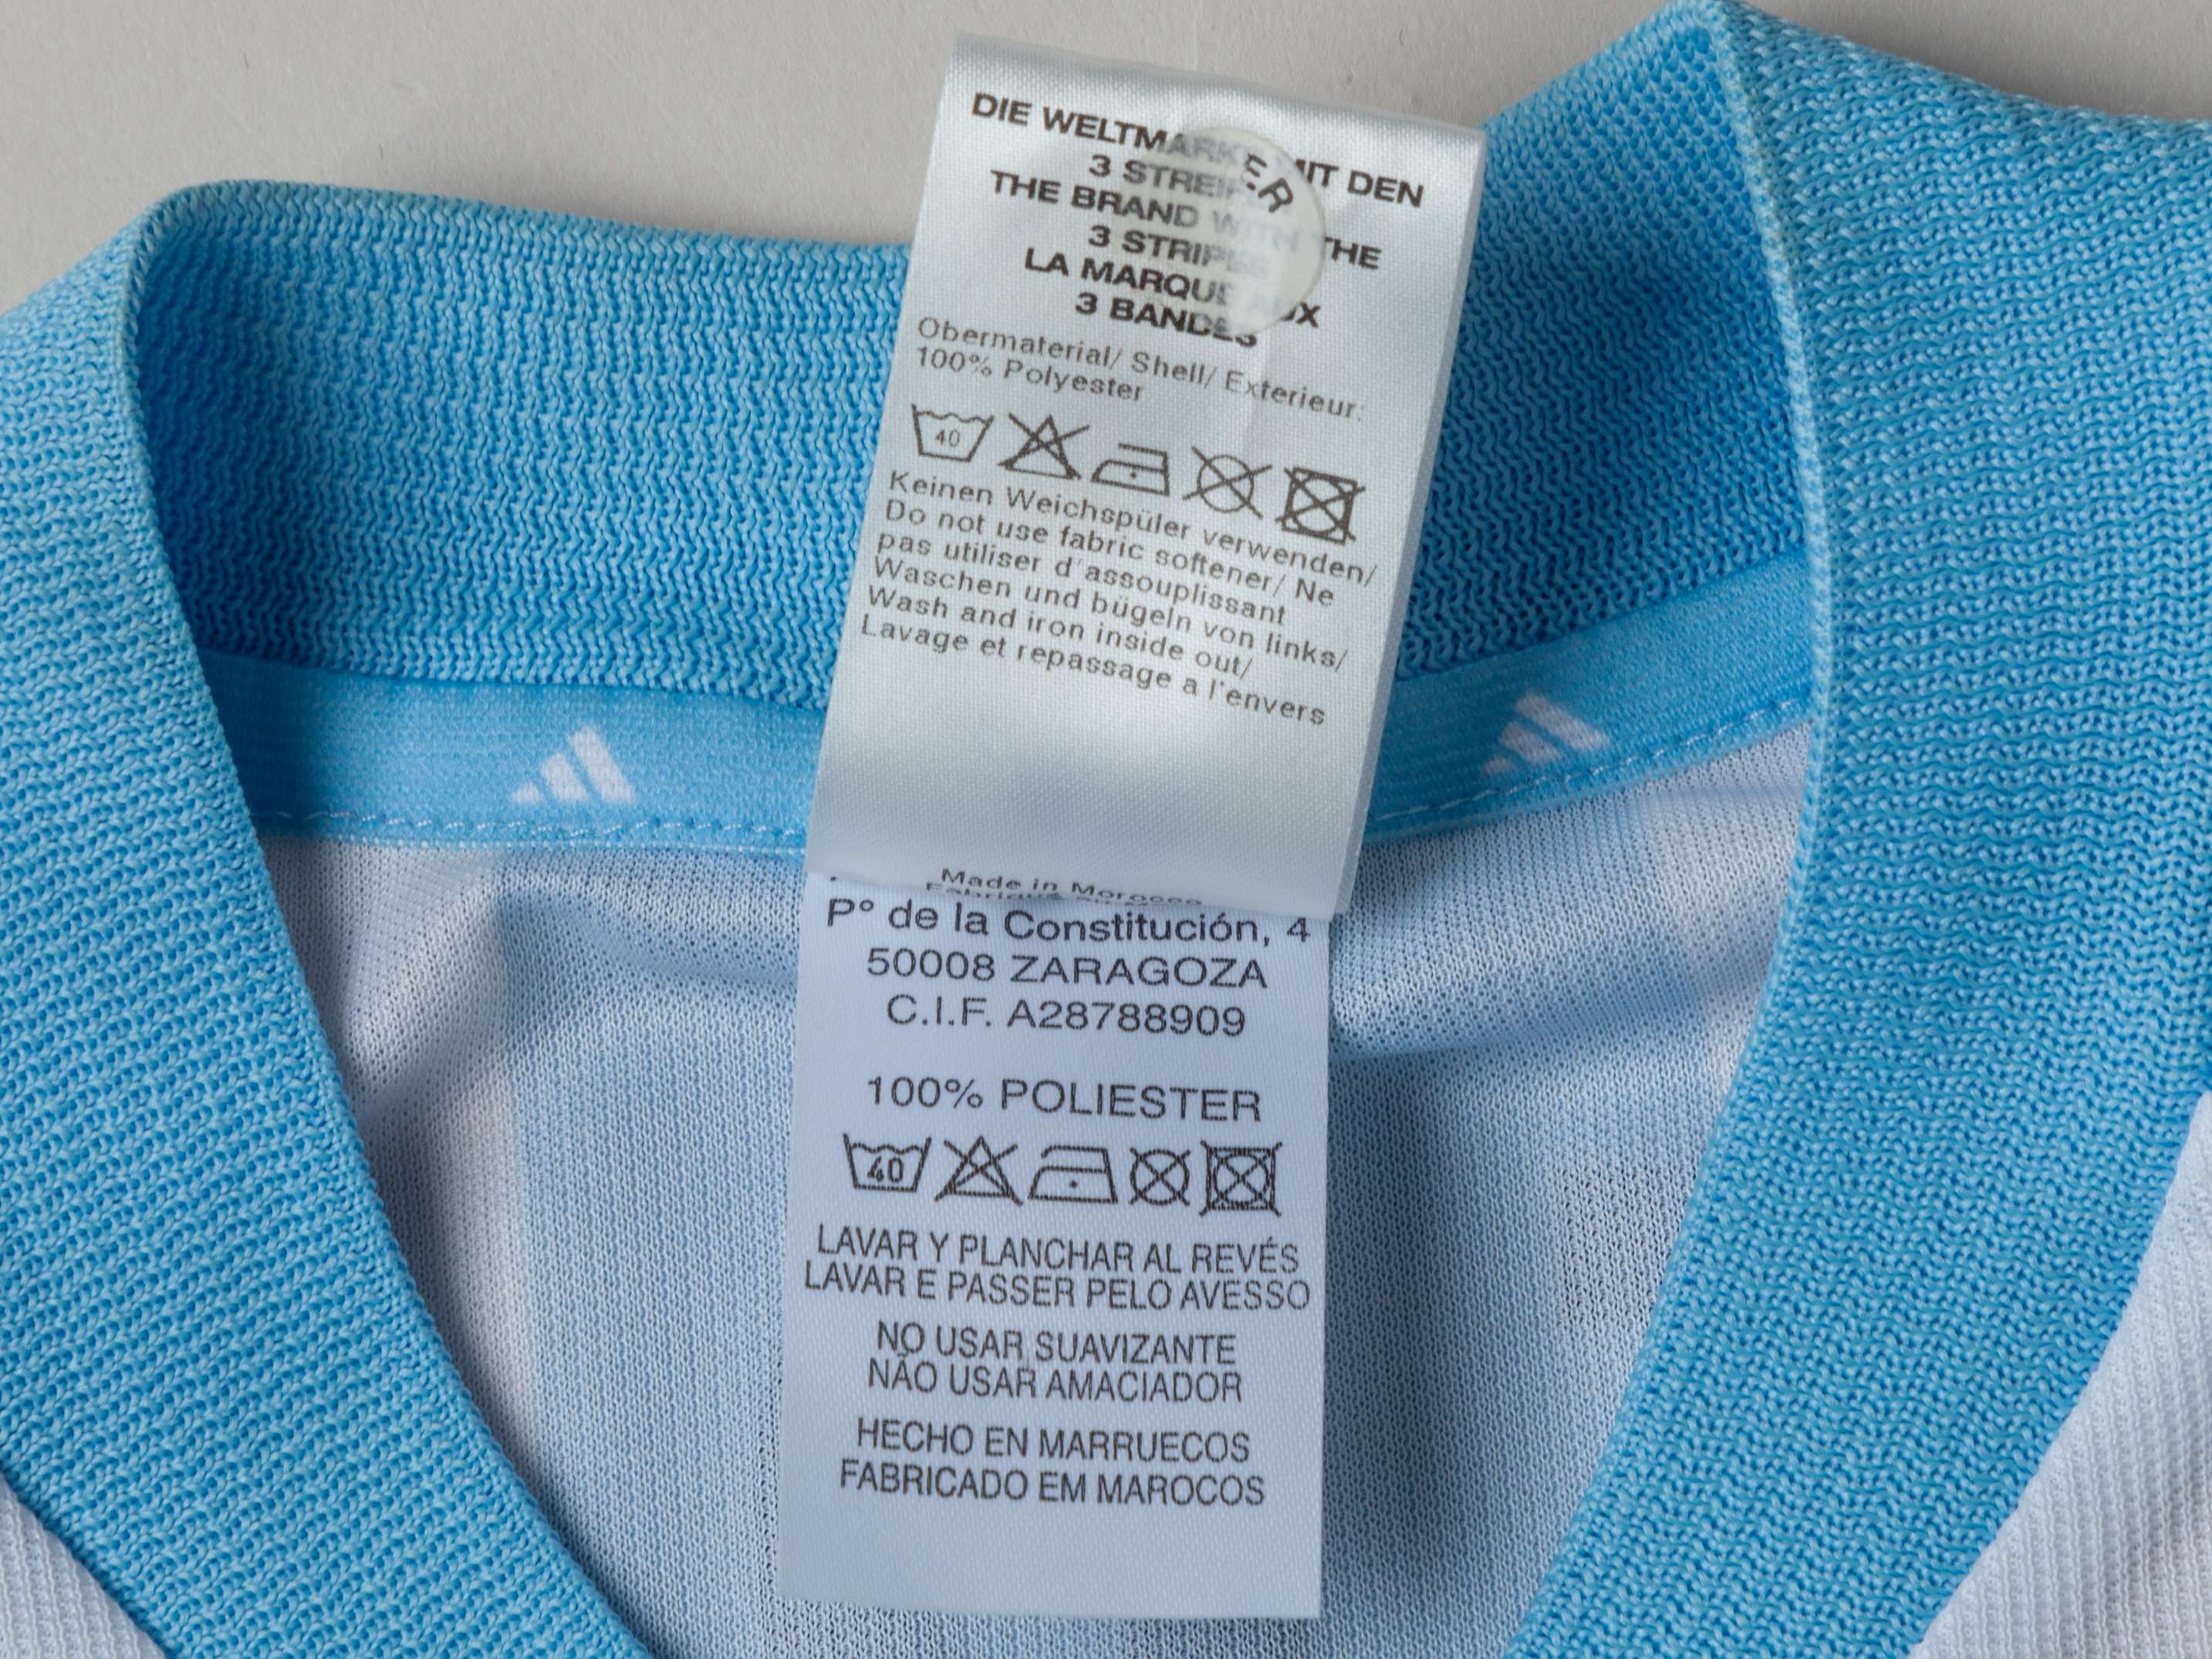 DIE WELTMARKE MIT DEN
3 STREIFEN
THE BRAND WITH THE
3 STRIPES
LA MARQUE AUX
3 BANDES
ER
Obermaterial/ Shell/ Exterieur:
100% Polyester
40
Keinen Weichspüler verwenden/
Do not use fabric softener/ Ne
pas utiliser d'assouplissant
Waschen und bügeln von links/
Wash and iron inside out/
Lavage et repassage a l'envers
Made in Morocco
Pº de la Constitución, 4
50008 ZARAGOZA
C.I.F. A28788909
100% POLIESTER
40
LAVAR Y PLANCHAR AL REVÉS
LAVAR E PASSER PELO AVESSO
NO USAR SUAVIZANTE
NÃO USAR AMACIADOR
HECHO EN MARRUECOS
FABRICADO EM MAROCOS